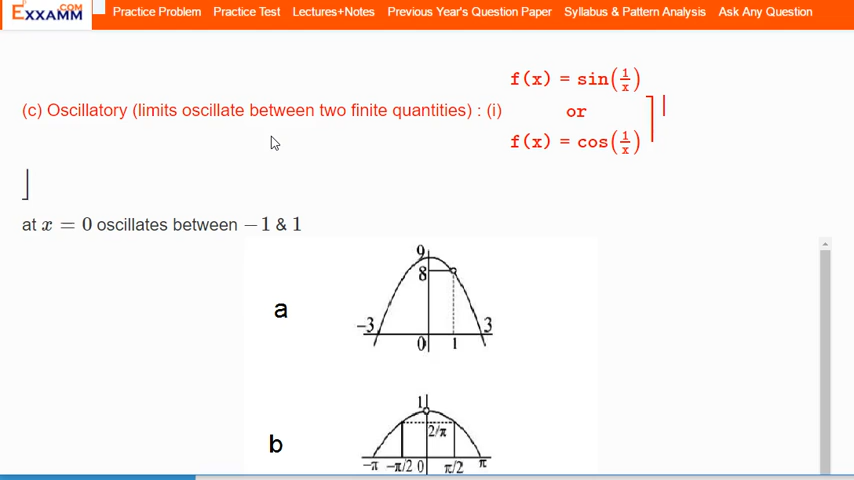 EXXAMM .COM Practice Problem Practice Test Lectures+Notes Previous Year's Question Paper Syllabus & Pattern Analysis Ask Any Question
f(x) = sin(1/x)
(c) Oscillatory (limits oscillate between two finite quantities) : (i) or
f(x) = cos(1/x)
at x = 0 oscillates between −1 & 1
9
8
a
−3 3
0 1
1
2/π
b
−π −π/2 0 π/2 π